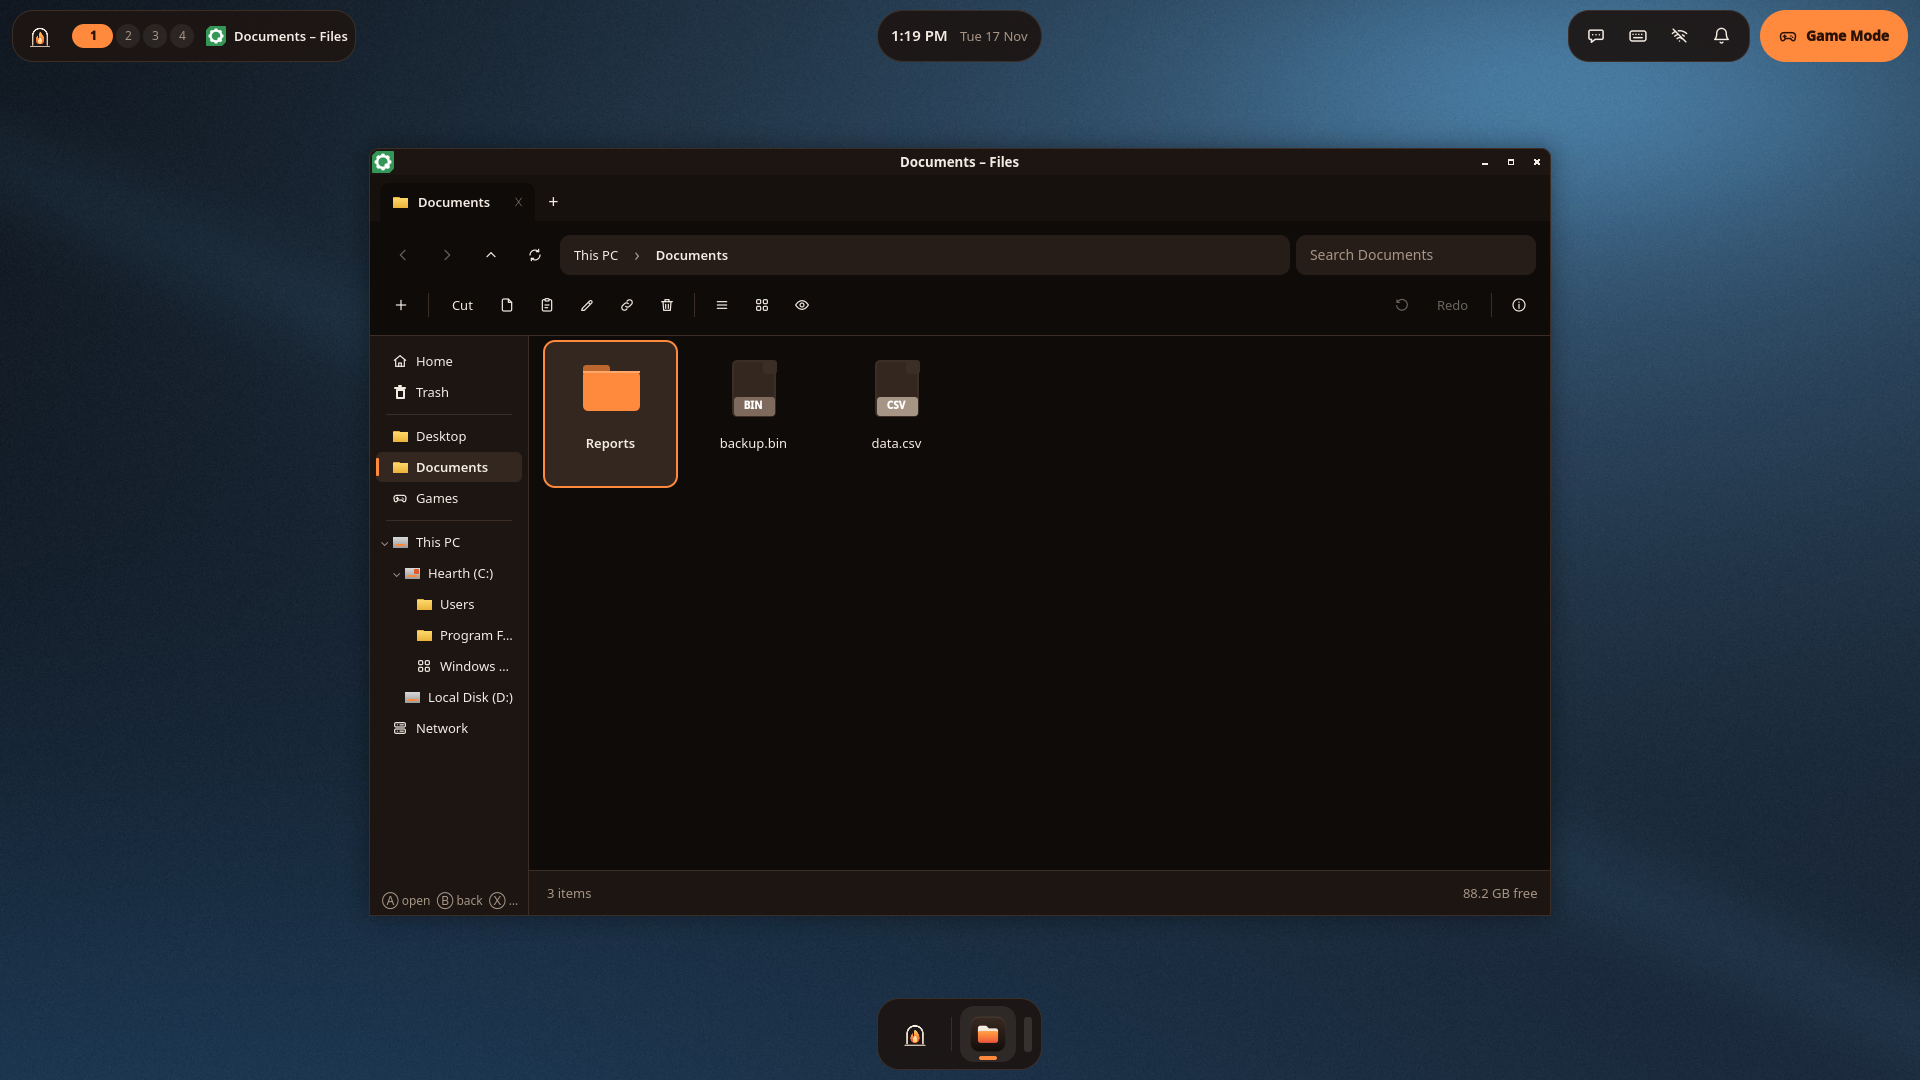 1 2 3 4 Documents – Files
1:19 PM Tue 17 Nov
Game Mode
Documents – Files
Documents X +
This PC › Documents
Search Documents
Cut
Redo
Home
Trash
Desktop
Documents
Games
This PC
Hearth (C:)
Users
Program F...
Windows ...
Local Disk (D:)
Network
A open B back X ...
BIN
CSV
Reports
backup.bin
data.csv
3 items
88.2 GB free